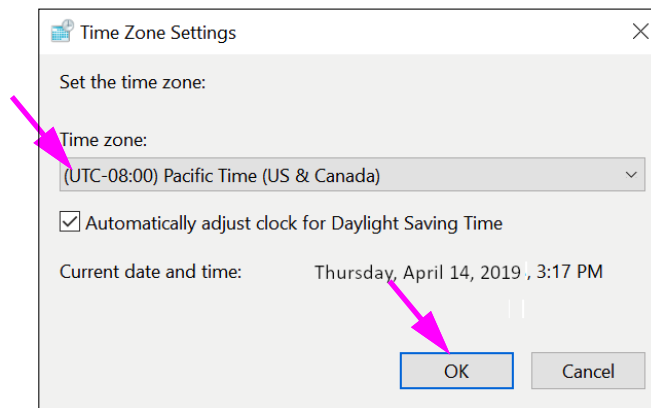 Time Zone Settings
Set the time zone:
Time zone:
(UTC-08:00) Pacific Time (US & Canada)
Automatically adjust clock for Daylight Saving Time
Current date and time: Thursday, April 14, 2019 , 3:17 PM
OK Cancel